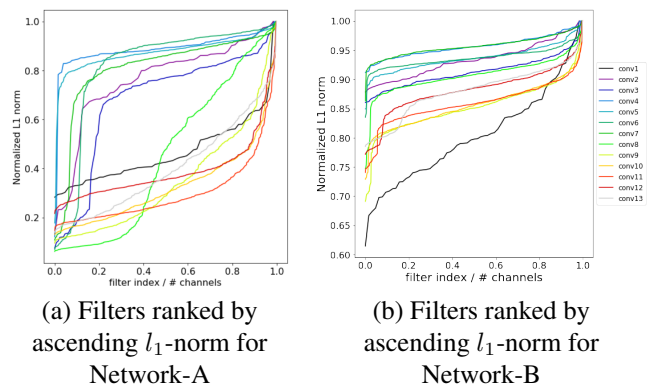 1.0
0.8
0.6
0.4
0.2
Normalized L1 norm
0.0 0.2 0.4 0.6 0.8 1.0
filter index / # channels
(a) Filters ranked by
ascending l₁-norm for
Network-A
1.00
0.95
0.90
0.85
0.80
0.75
0.70
0.65
0.60
Normalized L1 norm
0.0 0.2 0.4 0.6 0.8 1.0
filter index / # channels
conv1
conv2
conv3
conv4
conv5
conv6
conv7
conv8
conv9
conv10
conv11
conv12
conv13
(b) Filters ranked by
ascending l₁-norm for
Network-B